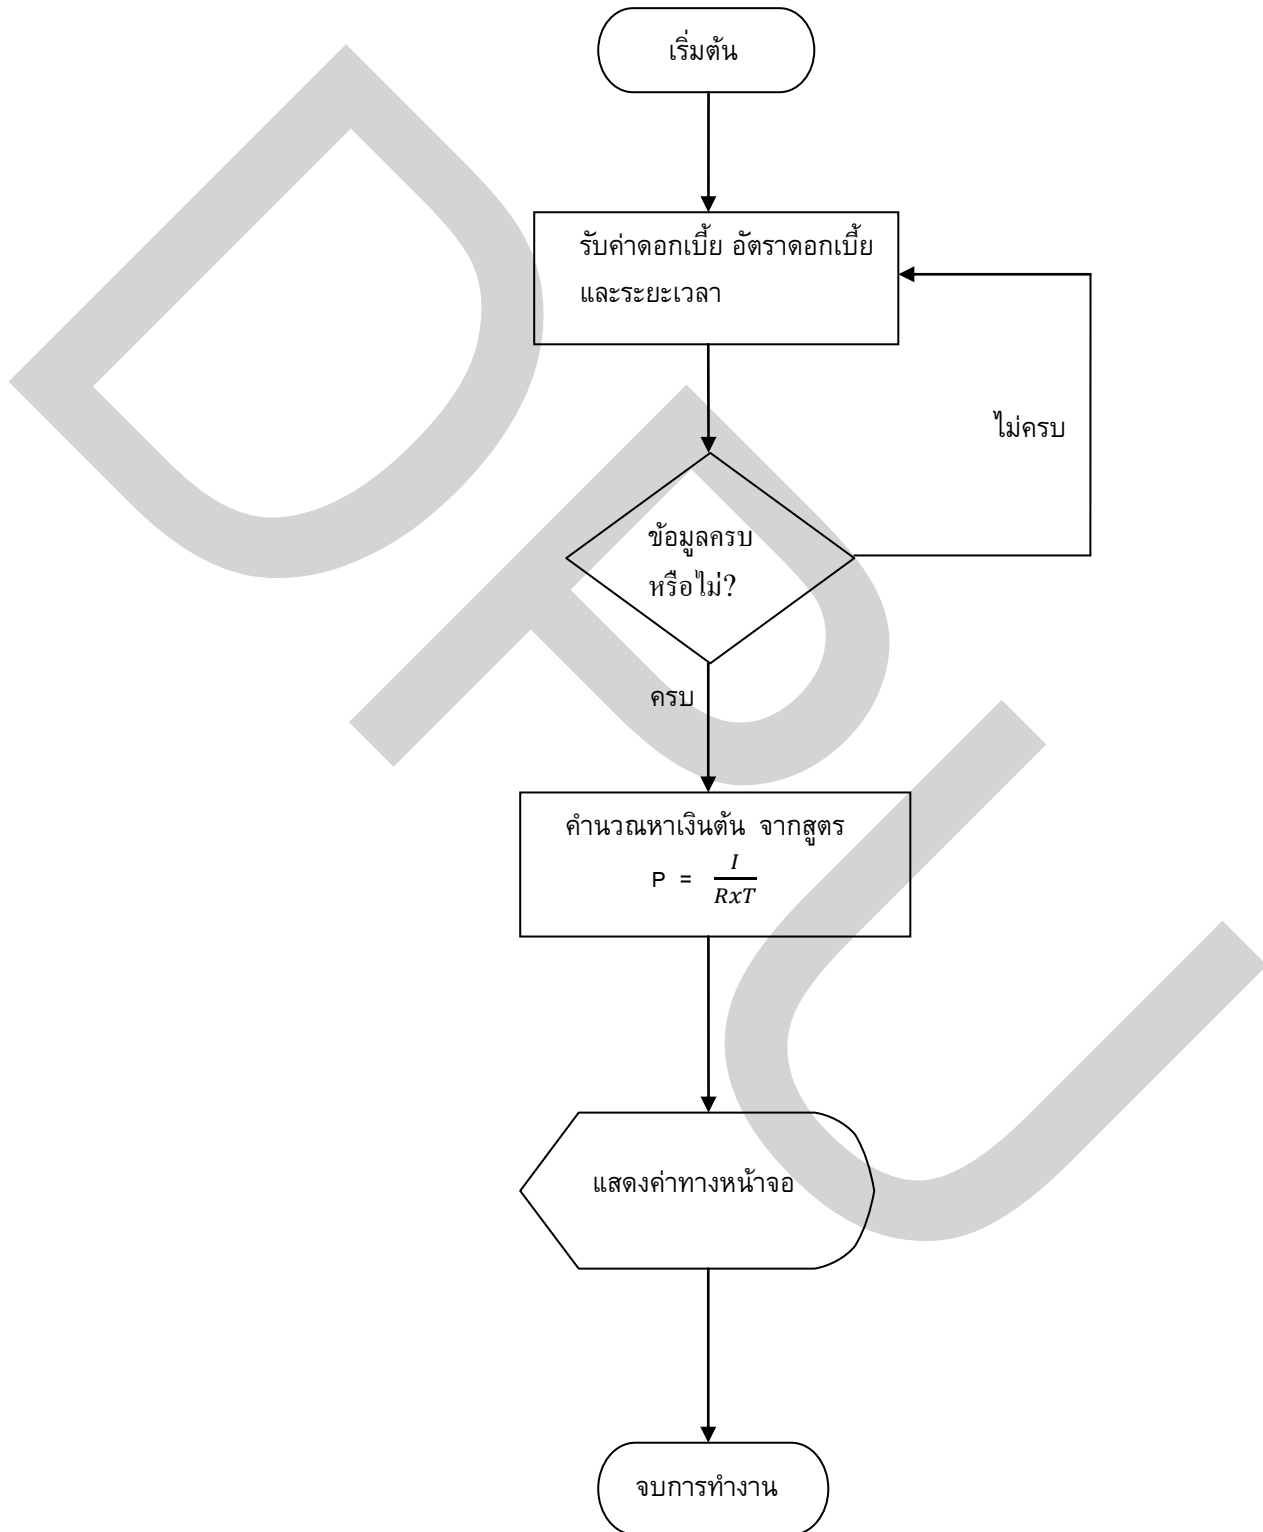 เริ่มต้น
รับค่าดอกเบี้ย อัตราดอกเบี้ย
และระยะเวลา
ไม่ครบ
ข้อมูลครบ
หรือไม่?
ครบ
คำนวณหาเงินต้น จากสูตร
P = I
RxT
แสดงค่าทางหน้าจอ
จบการทำงาน
DPU